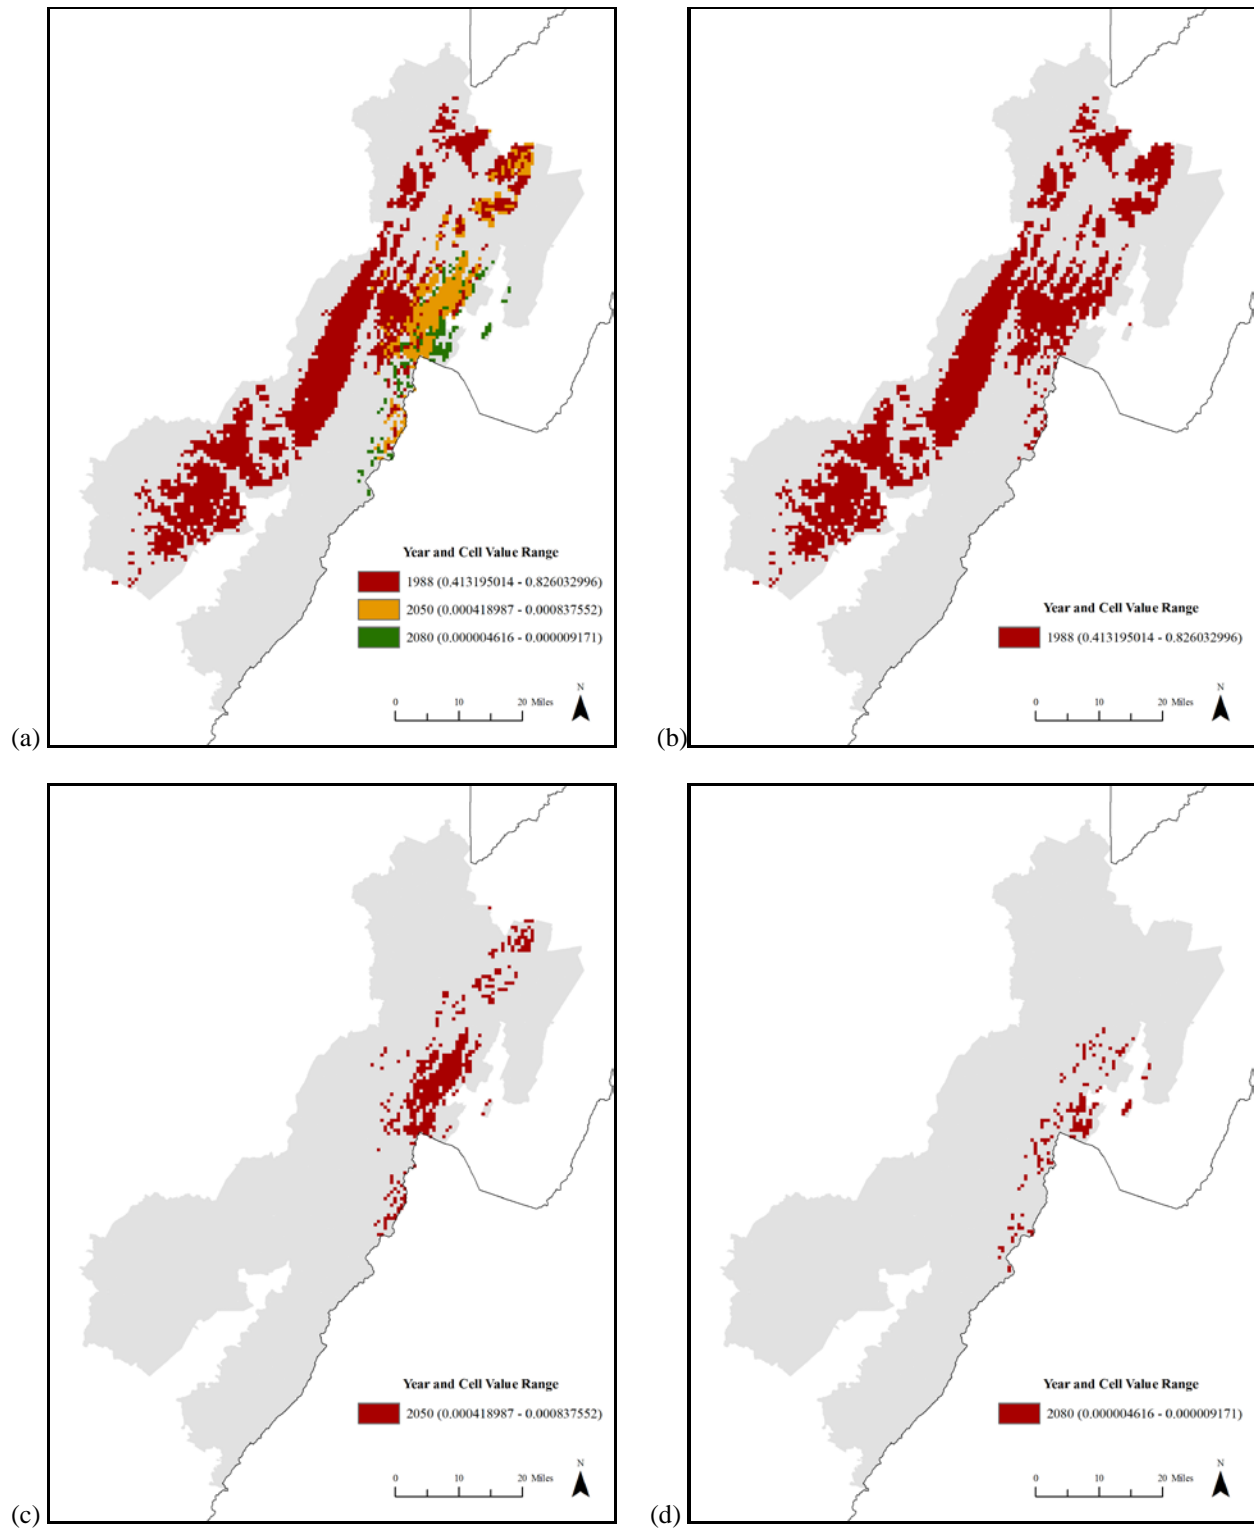 Year and Cell Value Range
1988 (0.413195014 - 0.826032996)
2050 (0.000418987 - 0.000837552)
2080 (0.000004616 - 0.000009171)
0 10 20 Miles
N
(a)
Year and Cell Value Range
1988 (0.413195014 - 0.826032996)
0 10 20 Miles
N
(b)
Year and Cell Value Range
2050 (0.000418987 - 0.000837552)
0 10 20 Miles
N
(c)
Year and Cell Value Range
2080 (0.000004616 - 0.000009171)
0 10 20 Miles
N
(d)